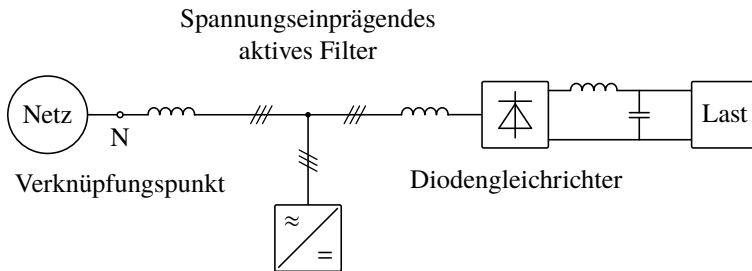 Spannungseinprägendes
aktives Filter
Netz
N
Last
Verknüpfungspunkt
Diodengleichrichter
≈
=